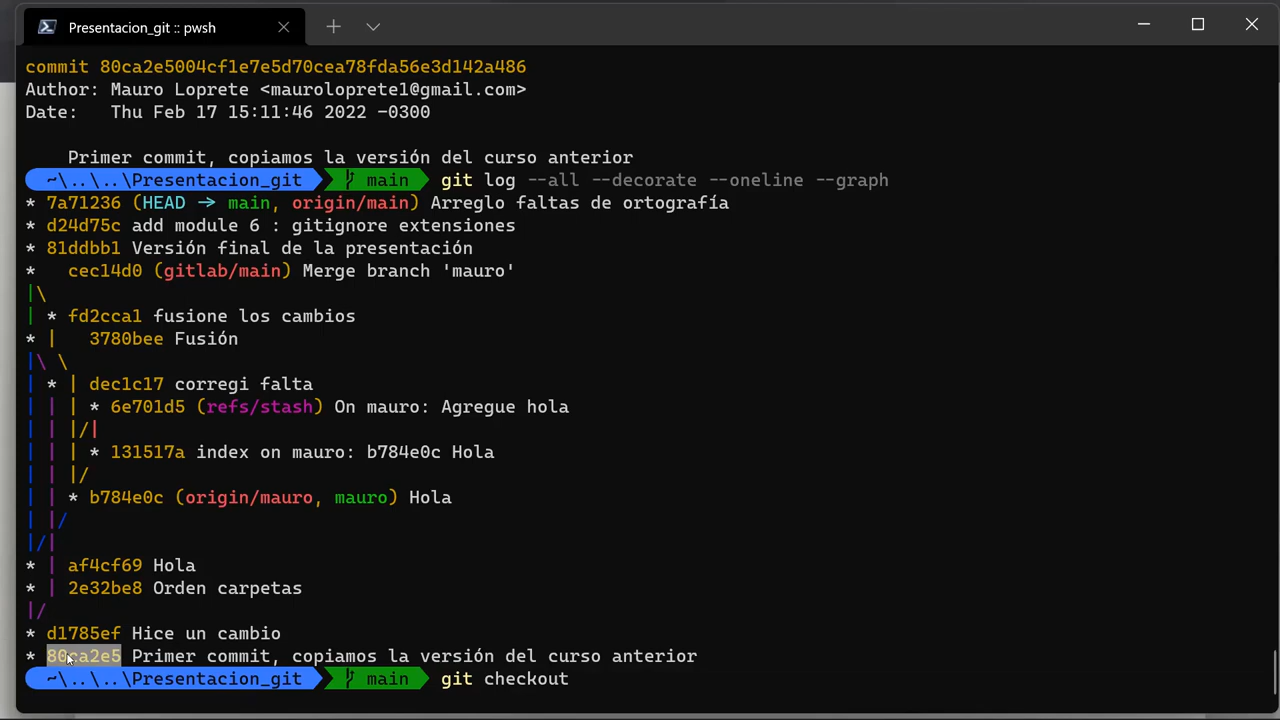 Presentacion_git :: pwsh
commit 80ca2e5004cf1e7e5d70cea78fda56e3d142a486
Author: Mauro Loprete <mauroloprete1@gmail.com>
Date:   Thu Feb 17 15:11:46 2022 -0300
Primer commit, copiamos la versión del curso anterior
~\..\..\Presentacion_git main git log --all --decorate --oneline --graph
* 7a71236 (HEAD -> main, origin/main) Arreglo faltas de ortografía
* d24d75c add module 6 : gitignore extensiones
* 81ddbb1 Versión final de la presentación
*   cec14d0 (gitlab/main) Merge branch 'mauro'
|\
| * fd2cca1 fusione los cambios
* |   3780bee Fusión
|\ \
| * | dec1c17 corregi falta
| | | * 6e701d5 (refs/stash) On mauro: Agregue hola
| | |/|
| | | * 131517a index on mauro: b784e0c Hola
| | |/
| | * b784e0c (origin/mauro, mauro) Hola
| |/
|/|
* | af4cf69 Hola
* | 2e32be8 Orden carpetas
|/
* d1785ef Hice un cambio
* 80ca2e5 Primer commit, copiamos la versión del curso anterior
~\..\..\Presentacion_git main git checkout